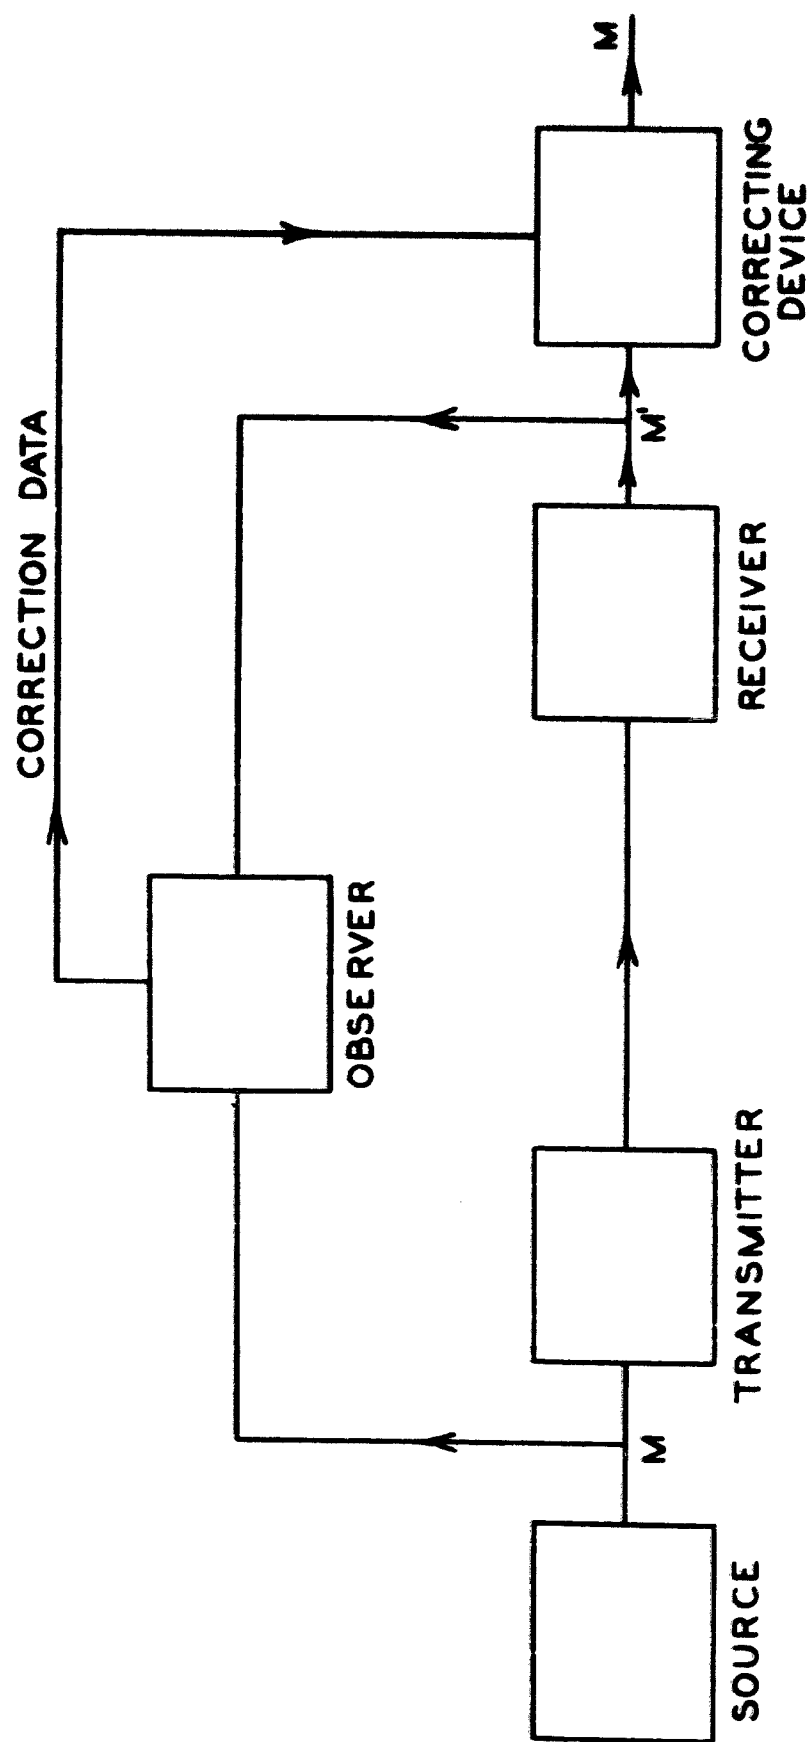 CORRECTION DATA
OBSERVER
M
M'
M
SOURCE
TRANSMITTER
RECEIVER
CORRECTING
DEVICE